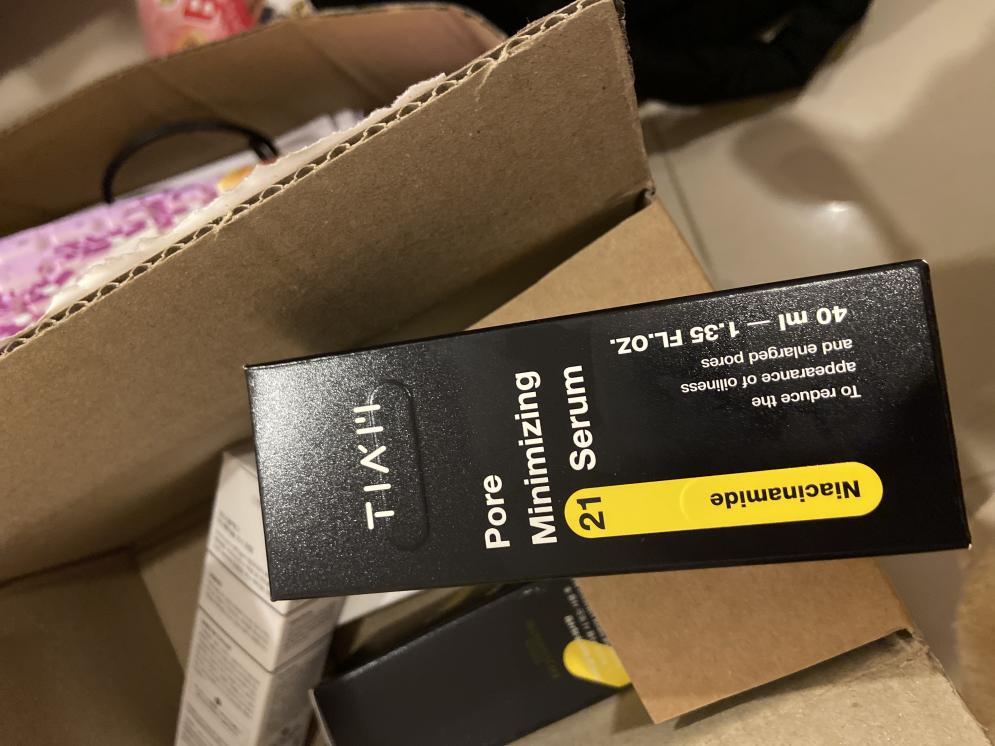 TIAM
Pore
Minimizing
Serum
21
Niacinamide
To reduce the
appearance of oiliness
and enlarged pores
40 ml — 1.35 FL.OZ.